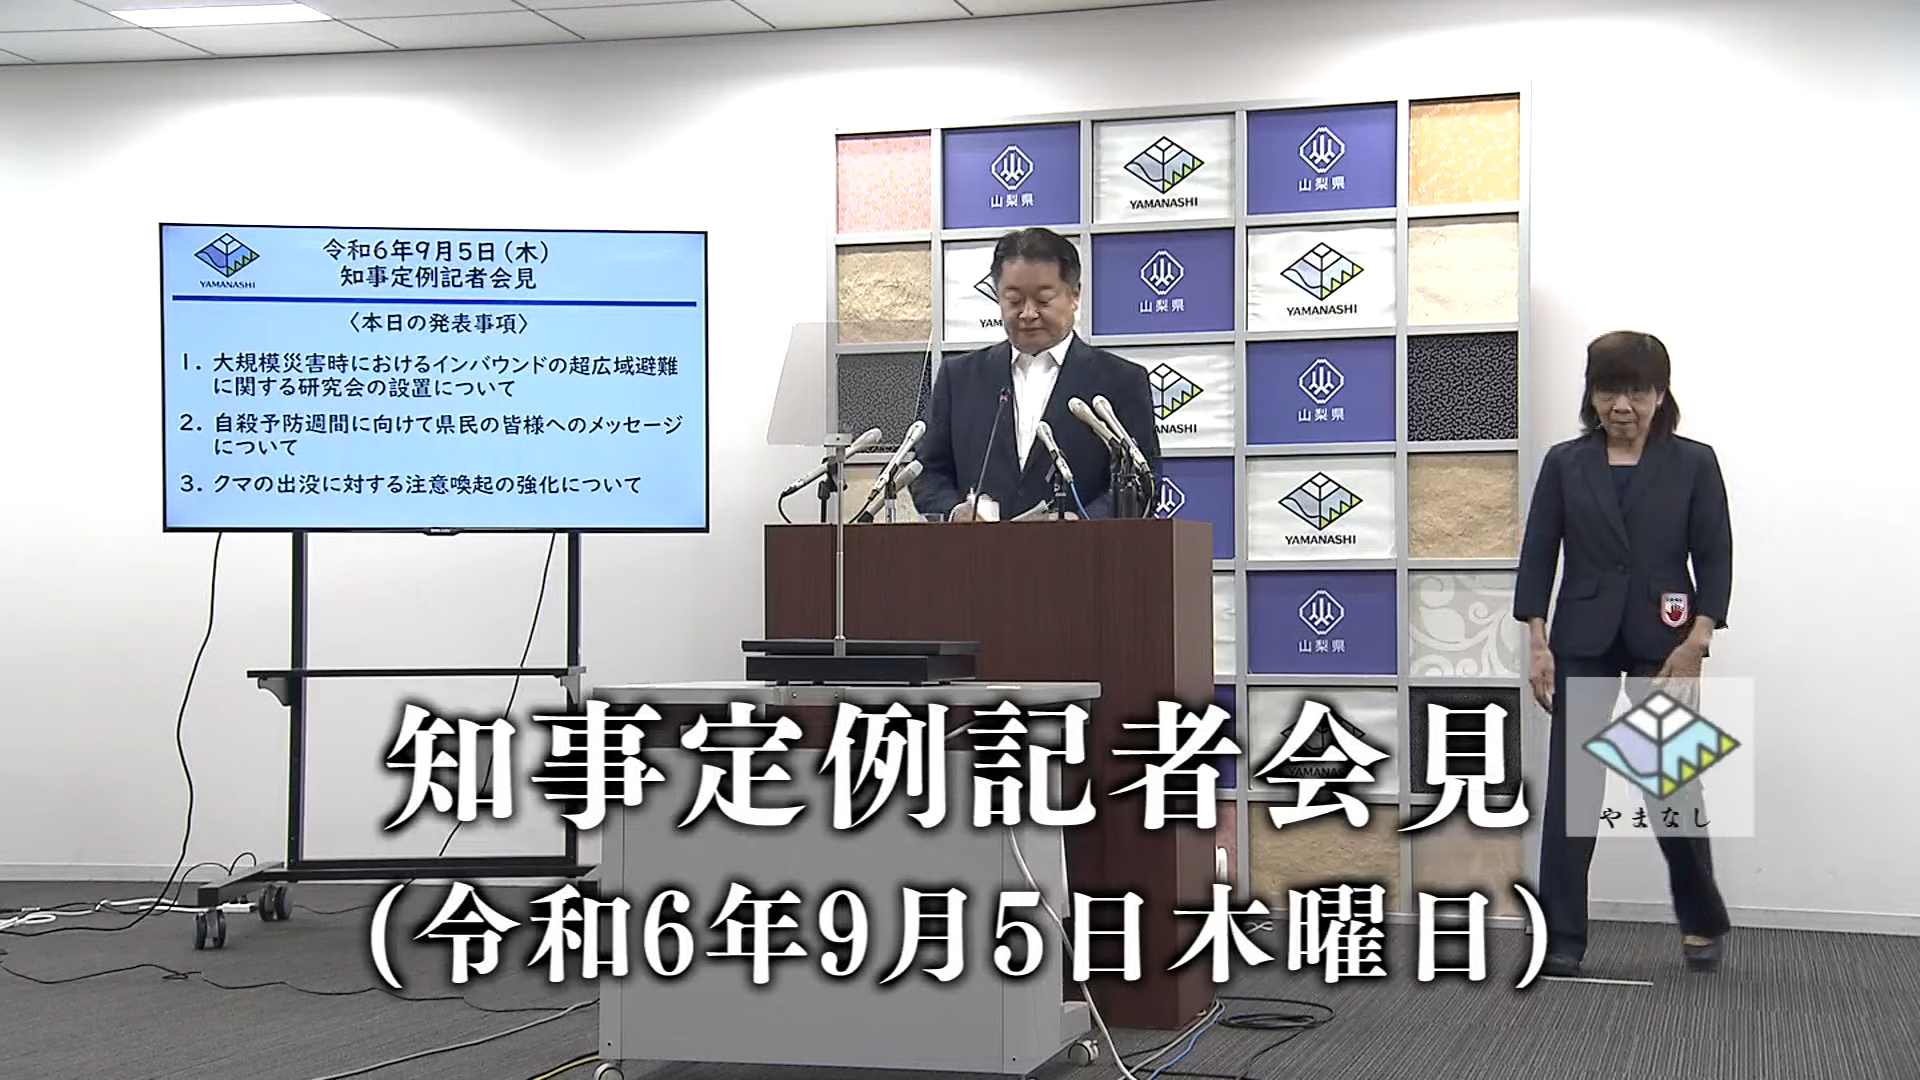 令和6年9月5日（木）
知事定例記者会見
YAMANASHI
〈本日の発表事項〉
1. 大規模災害時におけるインバウンドの超広域避難
に関する研究会の設置について
2. 自殺予防週間に向けて県民の皆様へのメッセージ
について
3. クマの出没に対する注意喚起の強化について
山梨県
YAMANASHI
山梨県
YAM
山梨県
YAMANASHI
ANASHI
山梨県
YAMANASHI
山梨県
YAMANASHI
知事定例記者会見
(令和6年9月5日木曜日)
やまなし